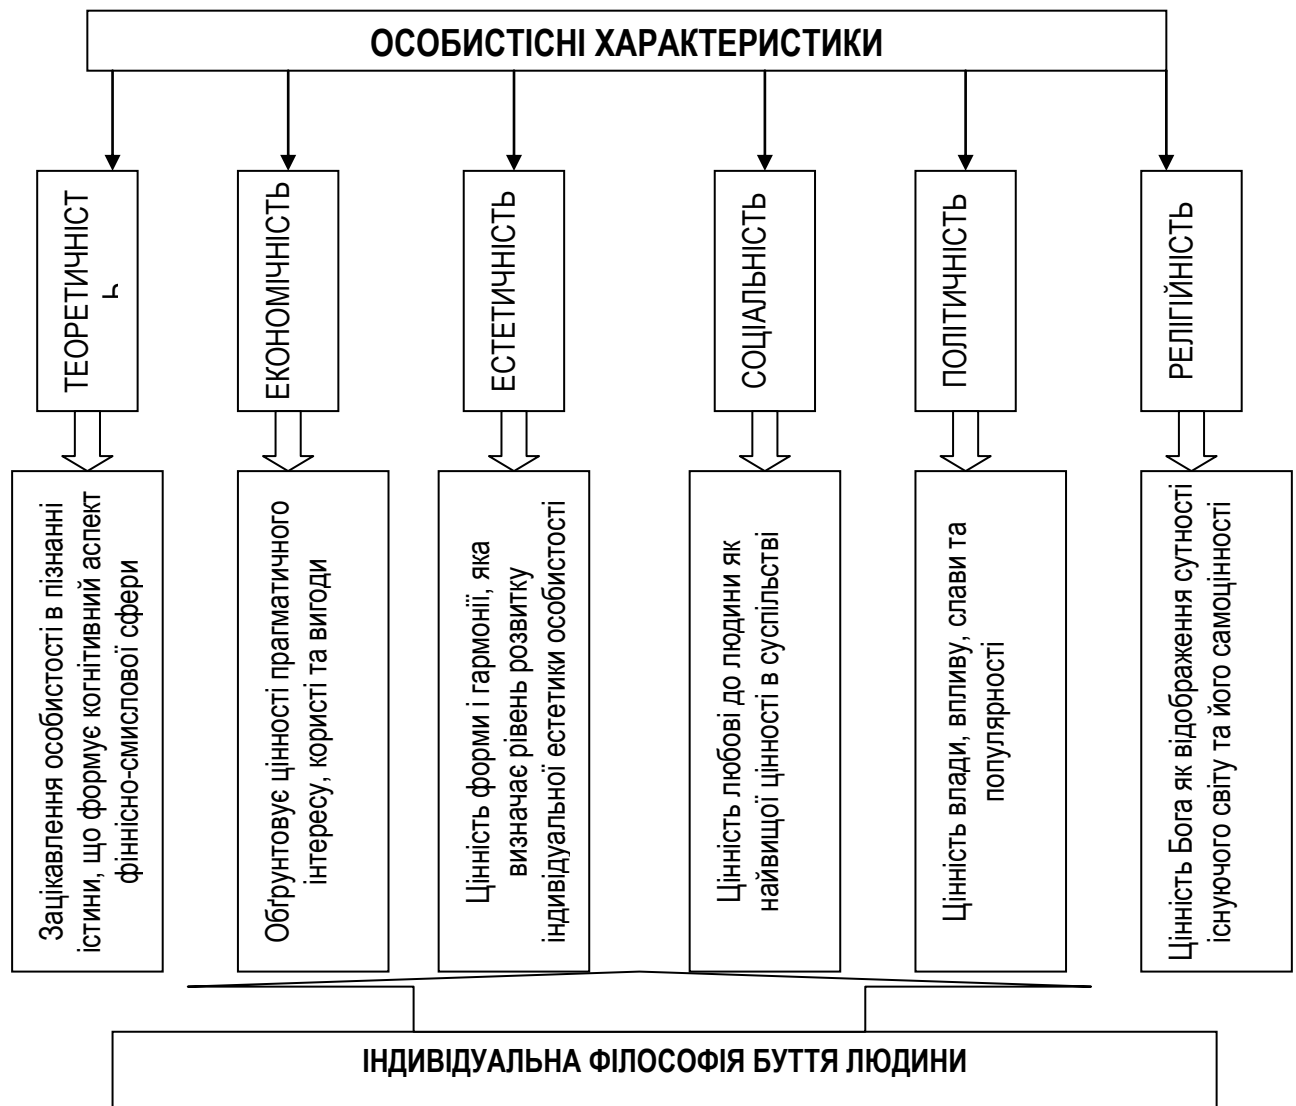 ОСОБИСТІСНІ ХАРАКТЕРИСТИКИ
ТЕОРЕТИЧНІСТ
Ь
ЕКОНОМІЧНІСТЬ
ЕСТЕТИЧНІСТЬ
СОЦІАЛЬНІСТЬ
ПОЛІТИЧНІСТЬ
РЕЛІГІЙНІСТЬ
Зацікавлення особистості в пізнанні
істини, що формує когнітивний аспект
фіннісно-смислової сфери
Обґрунтовує цінності прагматичного
інтересу, користі та вигоди
Цінність форми і гармонії, яка
визначає рівень розвитку
індивідуальної естетики особистості
Цінність любові до людини як
найвищої цінності в суспільстві
Цінність влади, впливу, слави та
популярності
Цінність Бога як відображення сутності
існуючого світу та його самоцінності
ІНДИВІДУАЛЬНА ФІЛОСОФІЯ БУТТЯ ЛЮДИНИ